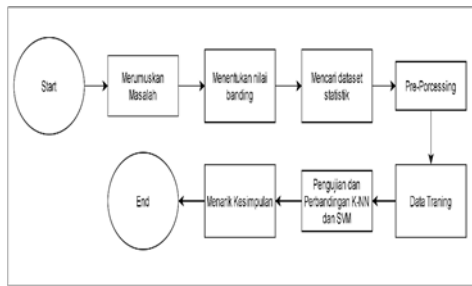 Start
Merumuskan
Masalah
Menentukan nilai
banding
Mencari dataset
statistik
Pre-Porcessing
End
Menarik Kesimpulan
Pengujian dan
Perbandingan K-NN
dan SVM
Data Traning